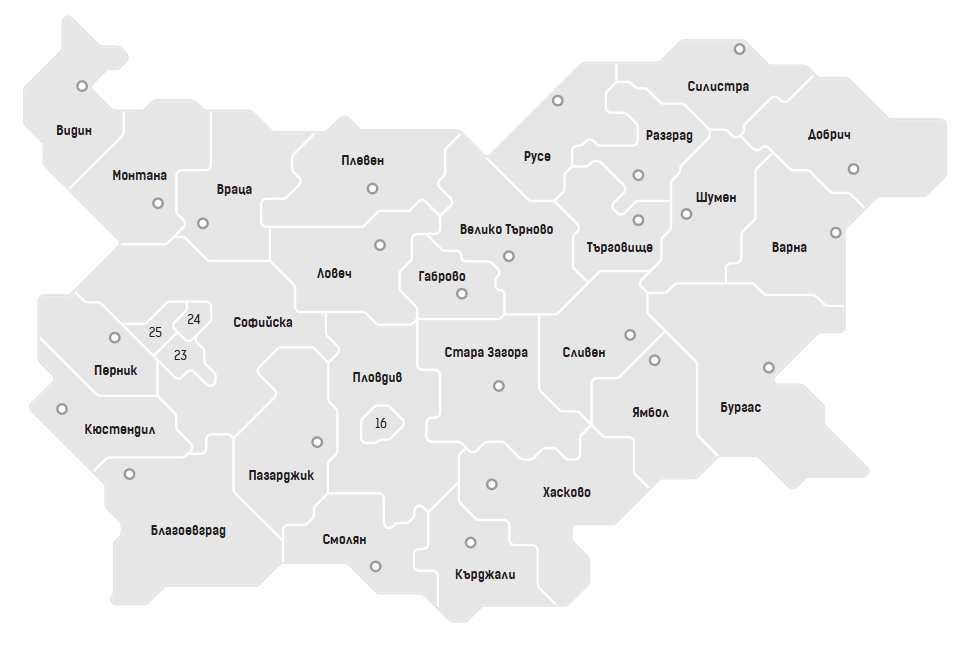 Силистра
Видин
Разград
Добрич
Русе
Плевен
Монтана
Враца
Шумен
Велико Търново
Търговище
Варна
Ловеч
Габрово
24
Софийска
25
23
Стара Загора
Сливен
Перник
Пловдив
Бургас
Ямбол
16
Кюстендил
Пазарджик
Хасково
Благоевград
Смолян
Кърджали